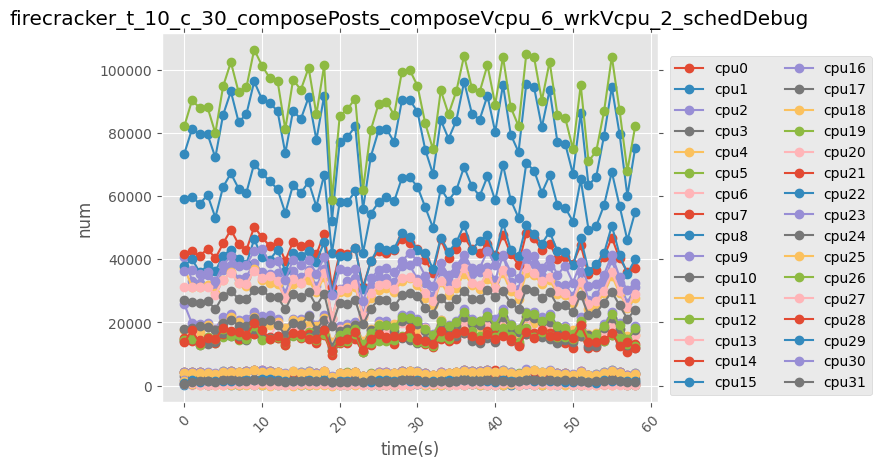 firecracker_t_10_c_30_composePosts_composeVcpu_6_wrkVcpu_2_schedDebug
100000
80000
60000
40000
20000
0
num
0
10
20
30
40
50
60
time(s)
cpu0
cpu1
cpu2
cpu3
cpu4
cpu5
cpu6
cpu7
cpu8
cpu9
cpu10
cpu11
cpu12
cpu13
cpu14
cpu15
cpu16
cpu17
cpu18
cpu19
cpu20
cpu21
cpu22
cpu23
cpu24
cpu25
cpu26
cpu27
cpu28
cpu29
cpu30
cpu31